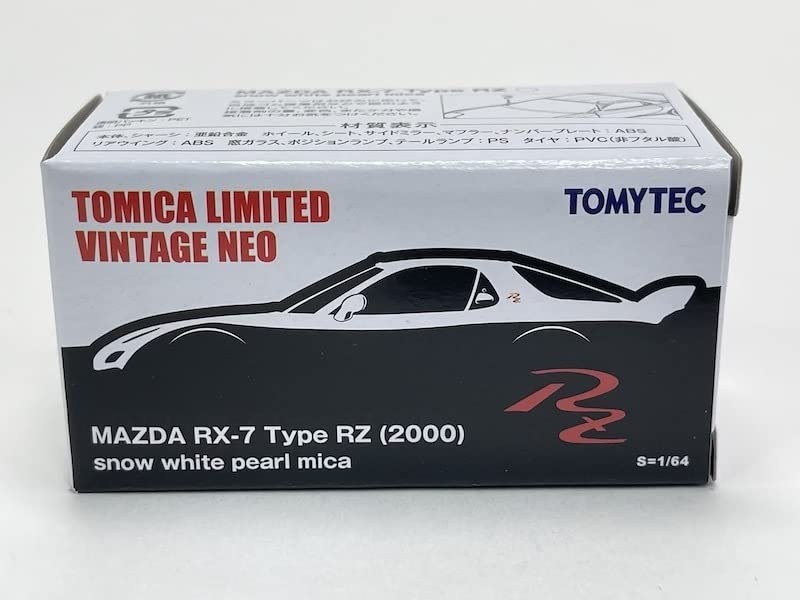 MAZDA RX-7 Type RZ
snow white pearl mica
材質表示
本体、シャーシ：亜鉛合金 ホイール、シート、サイドミラー、マフラー、ナンバープレート：ABS
リアウイング：ABS 窓ガラス、ポジションランプ、テールランプ：PS タイヤ：PVC(非フタル酸)
TOMICA LIMITED
VINTAGE NEO
TOMYTEC
RZ
RZ
MAZDA RX-7 Type RZ (2000)
snow white pearl mica
S=1/64